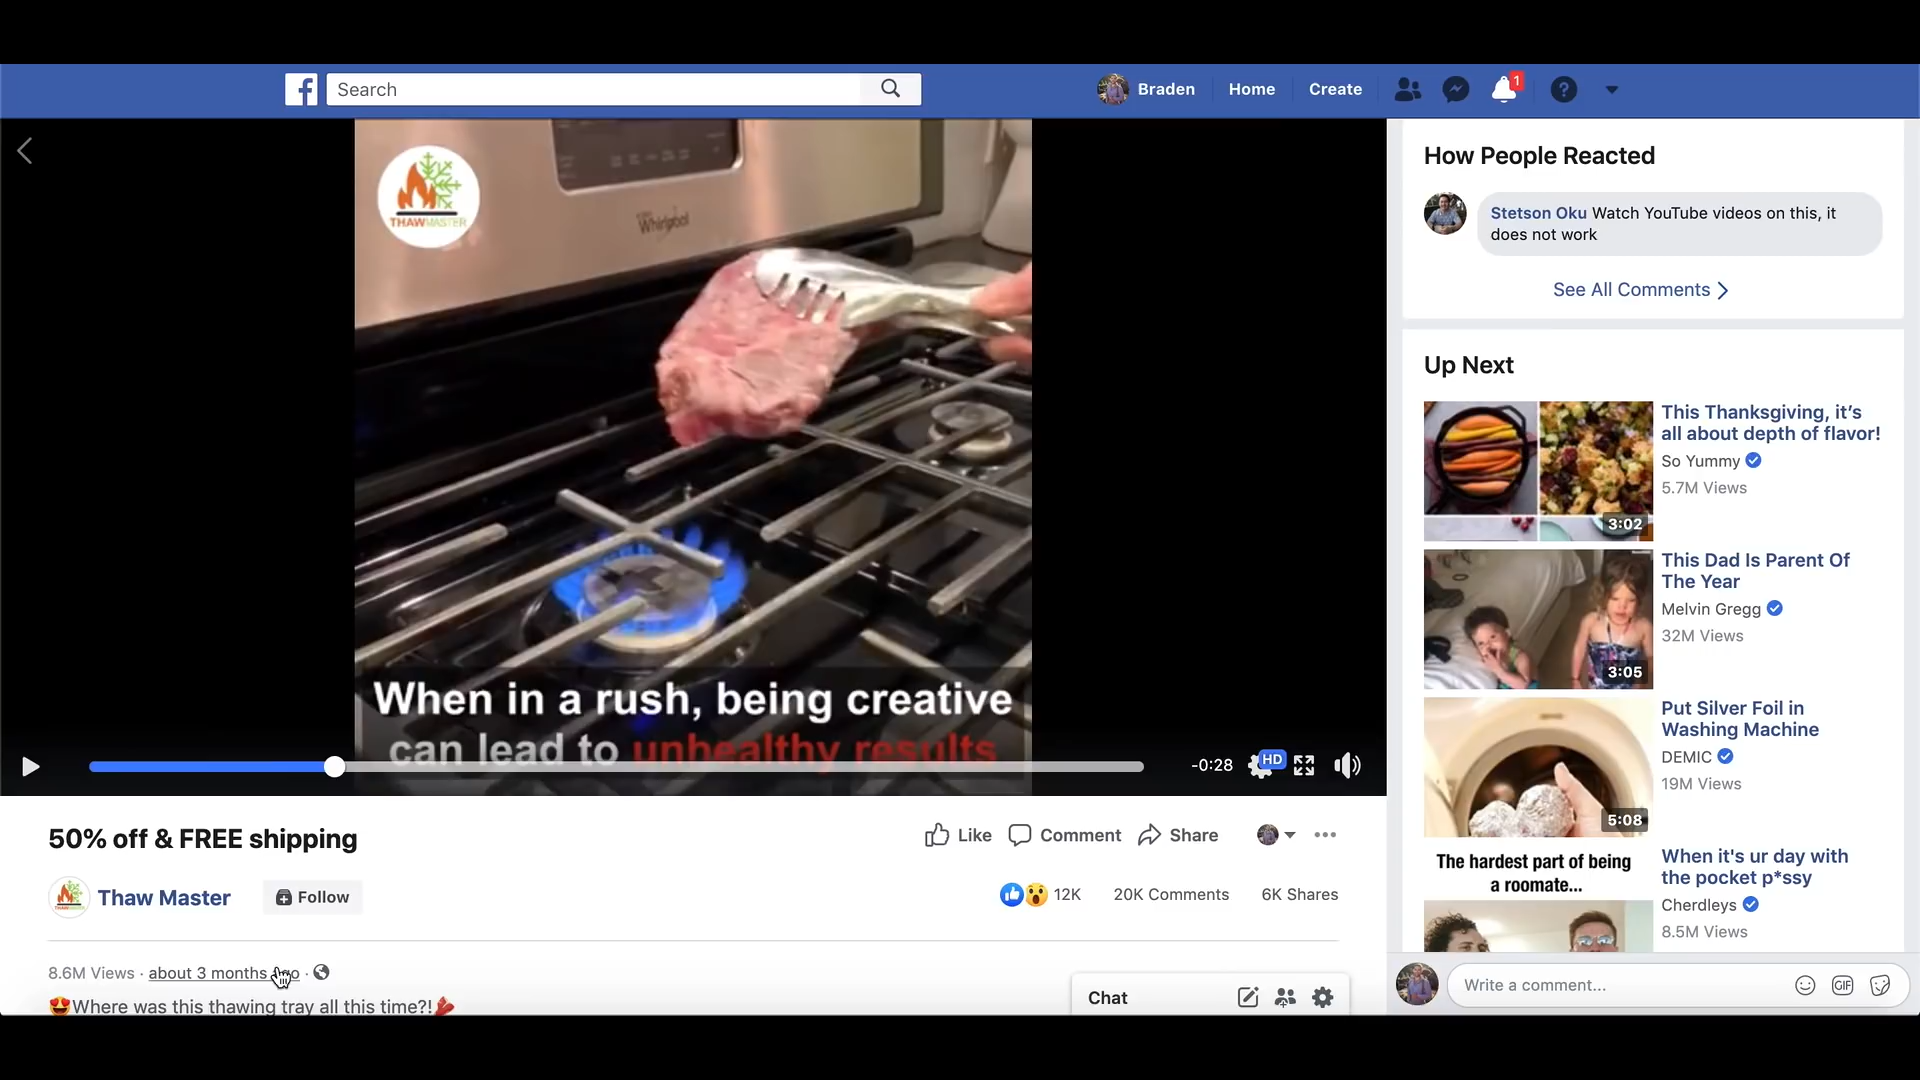 Search
Braden
Home
Create
1
THAWMASTER
Whirlpool
When in a rush, being creative
can lead to unhealthy results
-0:28
HD
50% off & FREE shipping
Like
Comment
Share
Thaw Master
Follow
12K
20K Comments
6K Shares
8.6M Views · about 3 months ago ·
😍Where was this thawing tray all this time?!🥩
Chat
How People Reacted
Stetson Oku Watch YouTube videos on this, it
does not work
See All Comments
Up Next
3:02
This Thanksgiving, it's
all about depth of flavor!
So Yummy
5.7M Views
3:05
This Dad Is Parent Of
The Year
Melvin Gregg
32M Views
5:08
Put Silver Foil in
Washing Machine
DEMIC
19M Views
The hardest part of being
a roomate...
When it's ur day with
the pocket p*ssy
Cherdleys
8.5M Views
Write a comment...
GIF